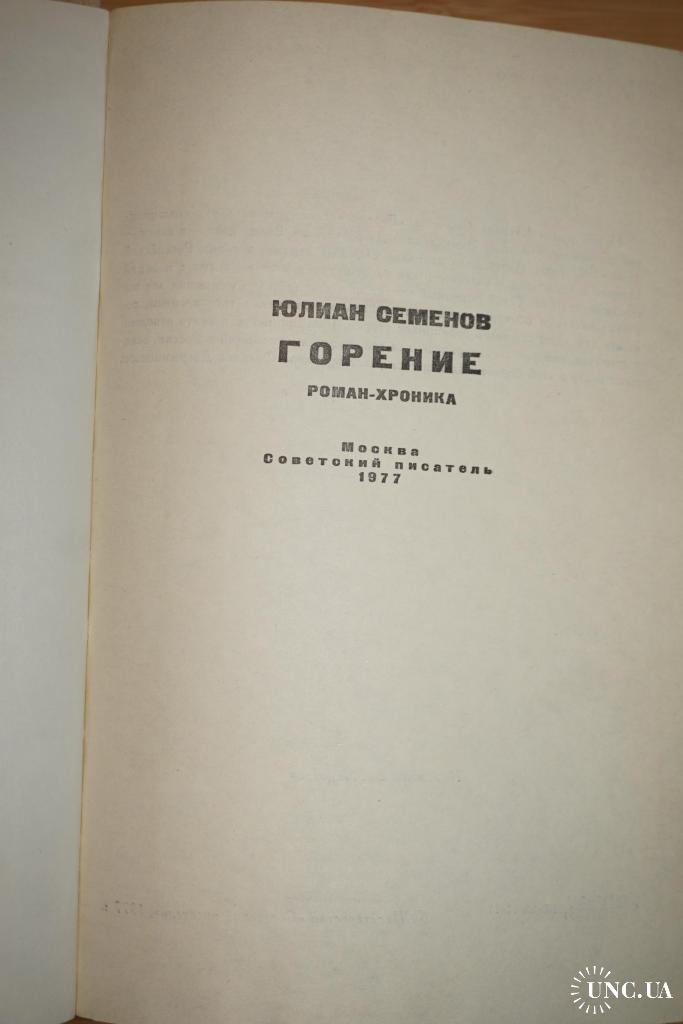 ЮЛИАН СЕМЕНОВ
ГОРЕНИЕ
РОМАН-ХРОНИКА
Москва
Советский писатель
1977
UNC.UA